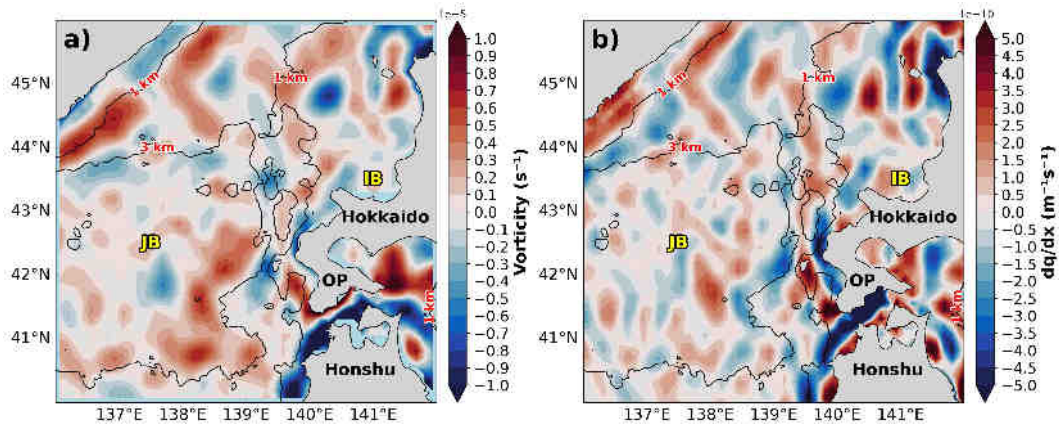 1e−5
1e−10
a)
b)
1.0
0.9
0.8
0.7
0.6
0.5
0.4
0.3
0.2
0.1
0.0
−0.1
−0.2
−0.3
−0.4
−0.5
−0.6
−0.7
−0.8
−0.9
−1.0
Vorticity (s⁻¹)
5.0
4.5
4.0
3.5
3.0
2.5
2.0
1.5
1.0
0.5
0.0
−0.5
−1.0
−1.5
−2.0
−2.5
−3.0
−3.5
−4.0
−4.5
−5.0
dq/dx (m⁻¹s⁻¹)
45°N
44°N
43°N
42°N
41°N
137°E
138°E
139°E
140°E
141°E
1 km
1 km
3 km
IB
Hokkaido
JB
OP
1 km
Honshu
45°N
44°N
43°N
42°N
41°N
137°E
138°E
139°E
140°E
141°E
1 km
1 km
3 km
IB
Hokkaido
JB
OP
1 km
Honshu